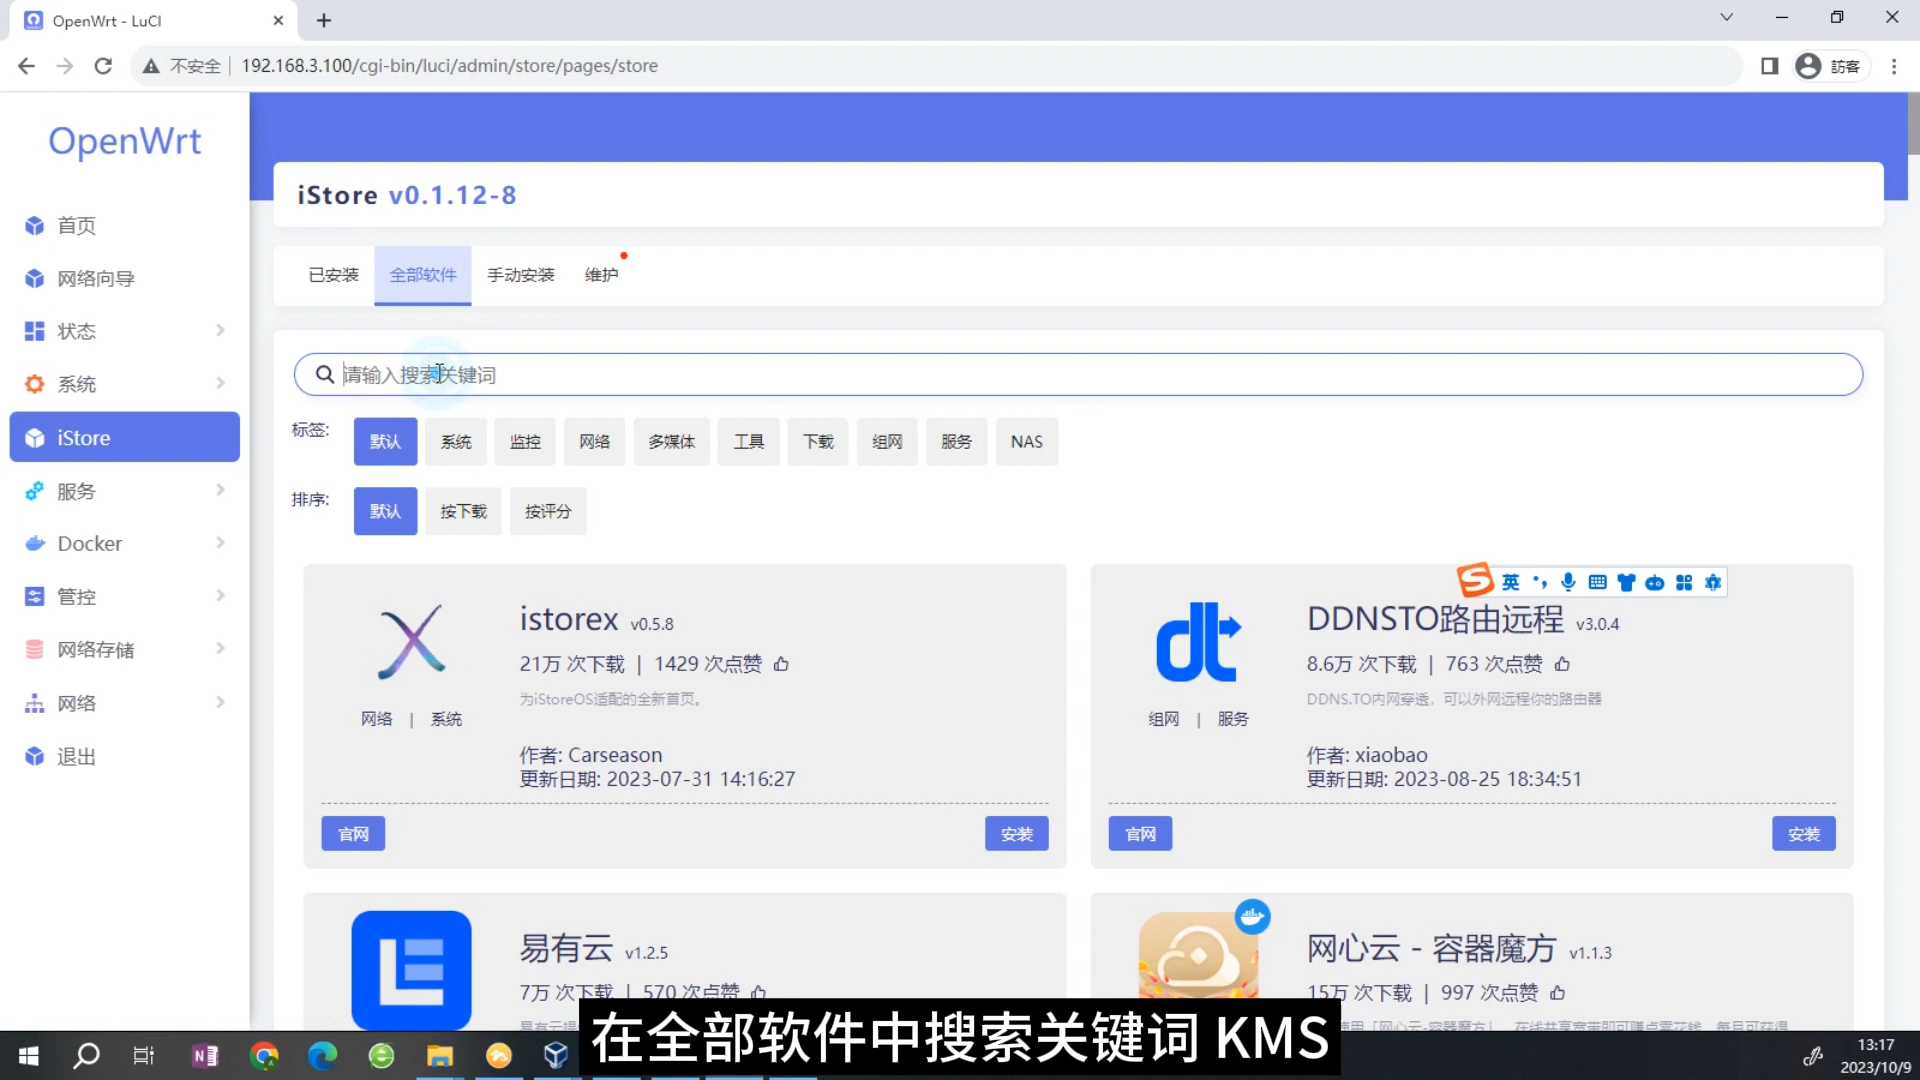 OpenWrt - LuCI
不安全
192.168.3.100/cgi-bin/luci/admin/store/pages/store
訪客
OpenWrt
首页
网络向导
状态
系统
iStore
服务
Docker
管控
网络存储
网络
退出
iStore v0.1.12-8
已安装 全部软件 手动安装 维护
请输入搜索关键词
标签: 默认 系统 监控 网络 多媒体 工具 下载 组网 服务 NAS
排序: 默认 按下载 按评分
istorex v0.5.8
21万 次下载 | 1429 次点赞
为iStoreOS适配的全新首页。
网络 | 系统
作者: Carseason
更新日期: 2023-07-31 14:16:27
官网 安装
英
DDNSTO路由远程 v3.0.4
8.6万 次下载 | 763 次点赞
DDNS.TO内网穿透，可以外网远程你的路由器
组网 | 服务
作者: xiaobao
更新日期: 2023-08-25 18:34:51
官网 安装
易有云 v1.2.5
7万 次下载 | 570 次点赞
网心云 - 容器魔方 v1.1.3
15万 次下载 | 997 次点赞
在全部软件中搜索关键词 KMS
13:17
2023/10/9